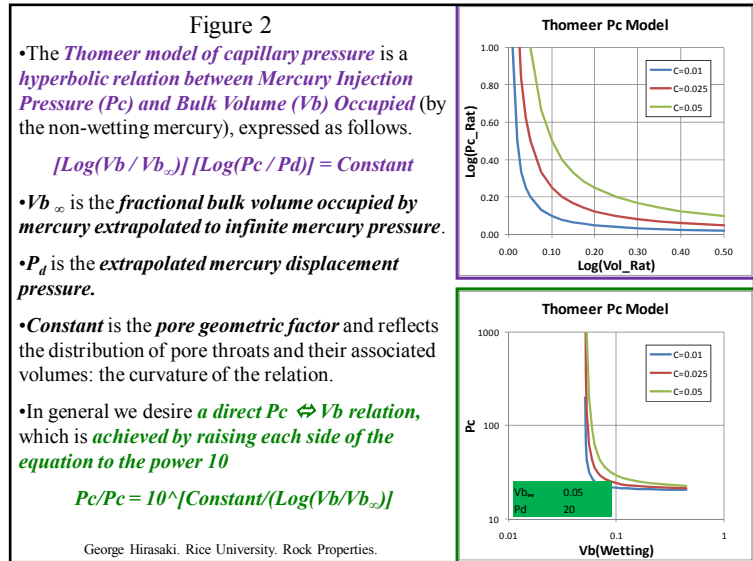 Figure 2
•The Thomeer model of capillary pressure is a
hyperbolic relation between Mercury Injection
Pressure (Pc) and Bulk Volume (Vb) Occupied (by
the non-wetting mercury), expressed as follows.
[Log(Vb / Vb∞)] [Log(Pc / Pd)] = Constant
•Vb ∞ is the fractional bulk volume occupied by
mercury extrapolated to infinite mercury pressure.
•Pd is the extrapolated mercury displacement
pressure.
•Constant is the pore geometric factor and reflects
the distribution of pore throats and their associated
volumes: the curvature of the relation.
•In general we desire a direct Pc ⇔ Vb relation,
which is achieved by raising each side of the
equation to the power 10
Pc/Pc = 10^[Constant/(Log(Vb/Vb∞)]
George Hirasaki. Rice University. Rock Properties.
Thomeer Pc Model
Log(Pc_Rat)
1.00
0.80
0.60
0.40
0.20
0.00
C=0.01
C=0.025
C=0.05
0.00 0.10 0.20 0.30 0.40 0.50
Log(Vol_Rat)
Thomeer Pc Model
Pc
1000
100
10
C=0.01
C=0.025
C=0.05
Vb∞ 0.05
Pd 20
0.01 0.1 1
Vb(Wetting)